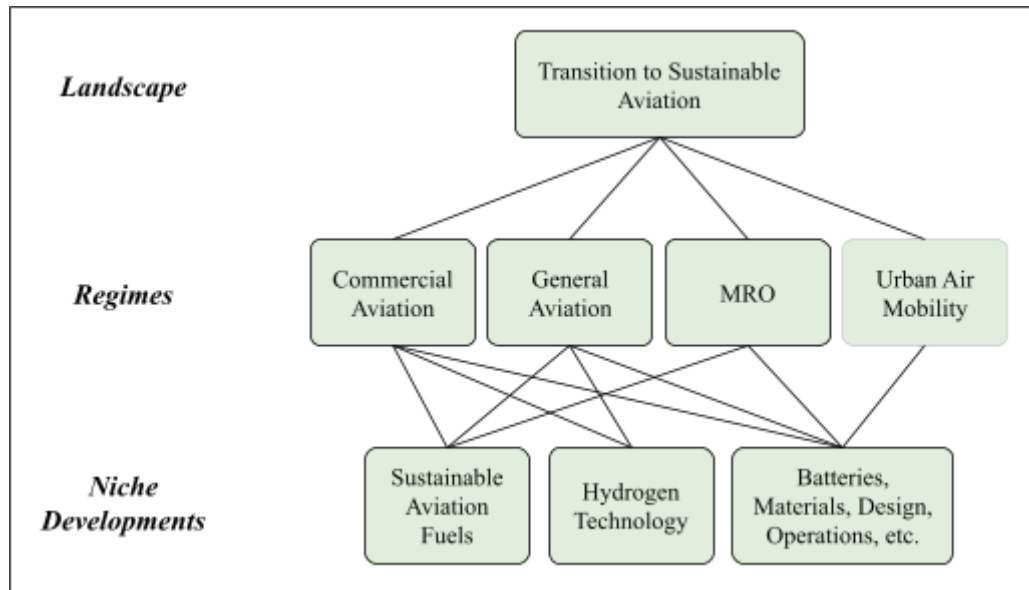 Landscape
Transition to Sustainable
Aviation
Regimes
Commercial
Aviation
General
Aviation
MRO
Urban Air
Mobility
Niche
Developments
Sustainable
Aviation
Fuels
Hydrogen
Technology
Batteries,
Materials, Design,
Operations, etc.